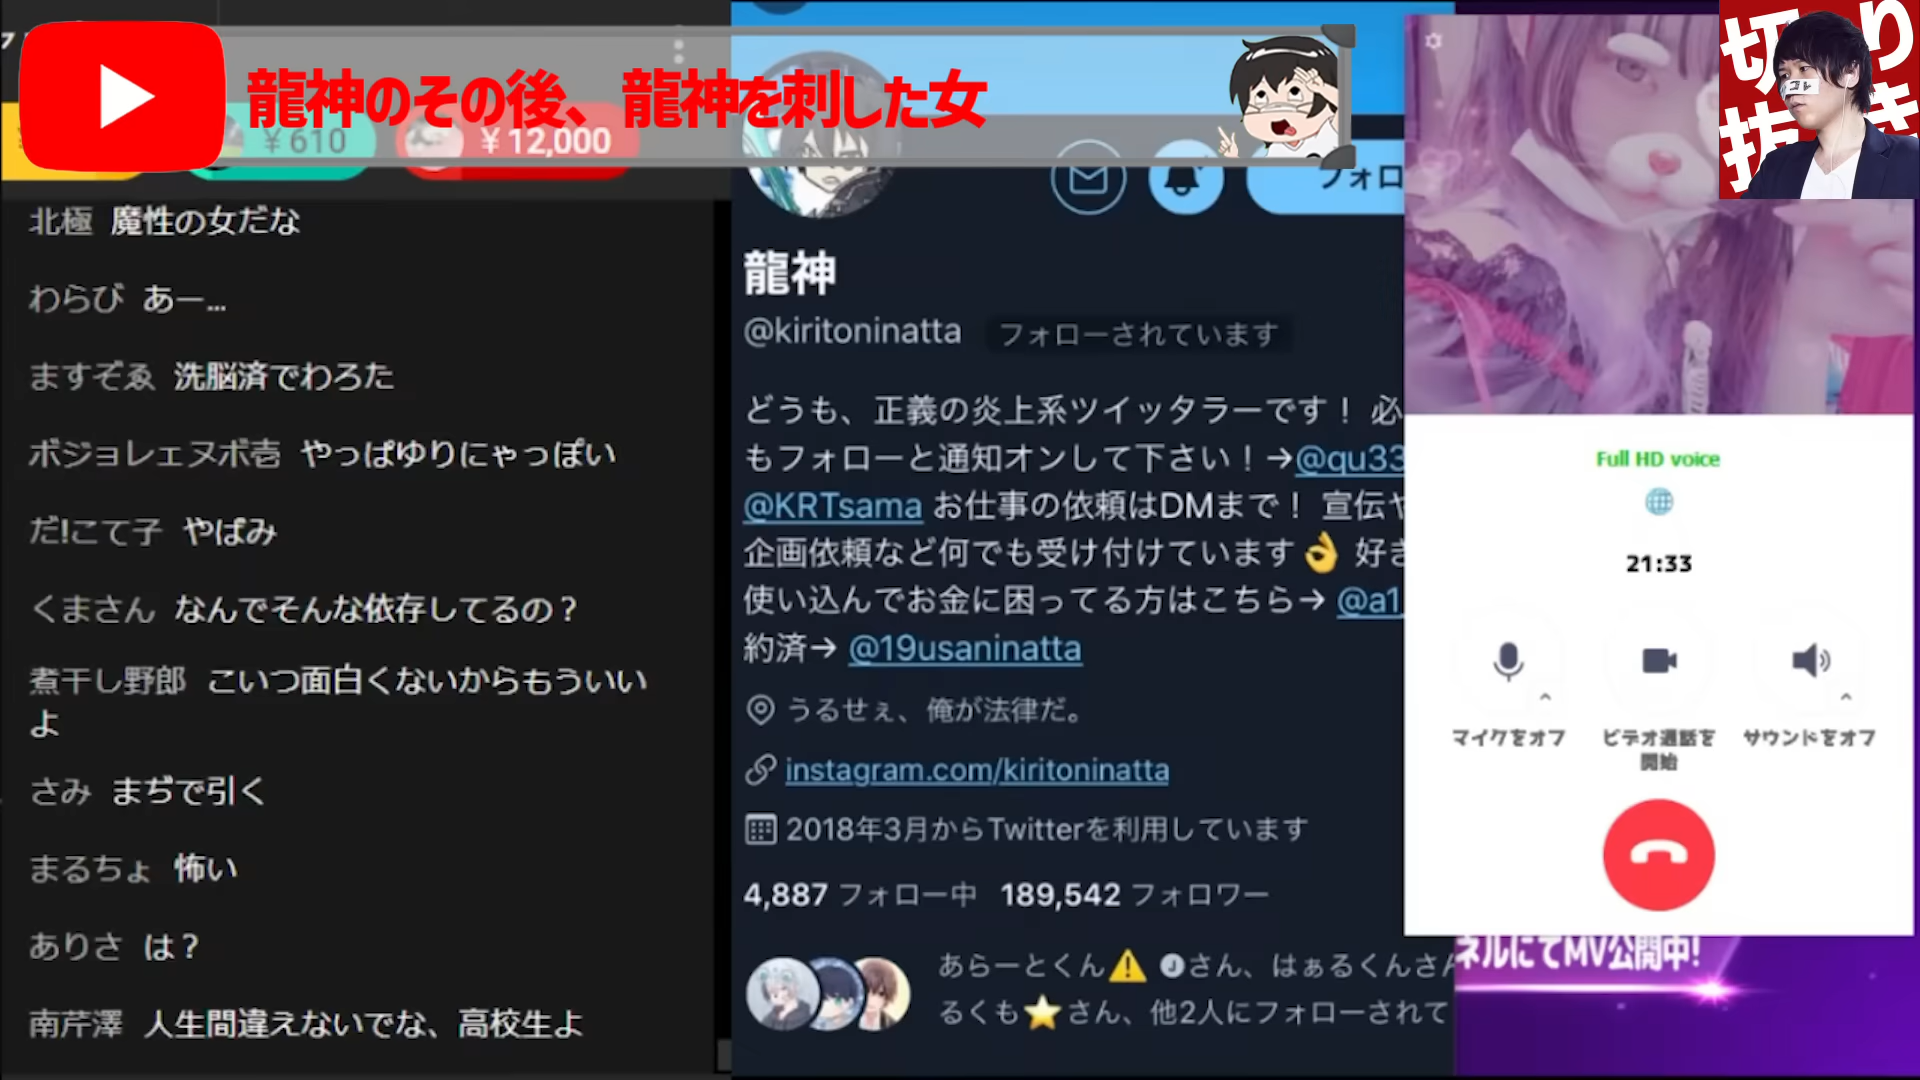 龍神のその後、龍神を刺した女
¥610
¥12,000
北極 魔性の女だな
わらび あー…
ますぞゑ 洗脳済でわろた
ボジョレェヌボ壱 やっぱゆりにゃっぽい
だ!こて子 やばみ
くまさん なんでそんな依存してるの？
煮干し野郎 こいつ面白くないからもういい
よ
さみ まぢで引く
まるちょ 怖い
ありさ は？
南芹澤 人生間違えないでな、高校生よ
フォロ
龍神
@kiritoninatta フォローされています
どうも、正義の炎上系ツイッタラーです！ 必
もフォローと通知オンして下さい！→@qu33
@KRTsama お仕事の依頼はDMまで！ 宣伝や
企画依頼など何でも受け付けています👌 好き
使い込んでお金に困ってる方はこちら→ @a1_
約済→ @19usaninatta
うるせぇ、俺が法律だ。
instagram.com/kiritoninatta
2018年3月からTwitterを利用しています
4,887 フォロー中 189,542 フォロワー
あらーとくん⚠️ Jさん、はぁるくんさん
るくも⭐さん、他2人にフォローされて
切り
抜き
コレ
Full HD voice
21:33
マイクをオフ
ビデオ通話を
開始
サウンドをオフ
ネルにてMV公開中!